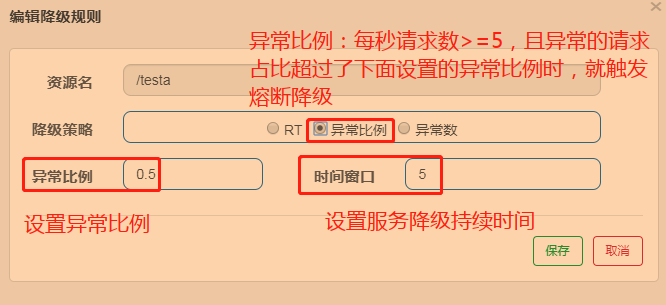 编辑降级规则
异常比例：每秒请求数>=5，且异常的请求
占比超过了下面设置的异常比例时，就触发
熔断降级
资源名 /testa
降级策略 RT 异常比例 异常数
异常比例 0.5 时间窗口 5
设置异常比例 设置服务降级持续时间
保存 取消